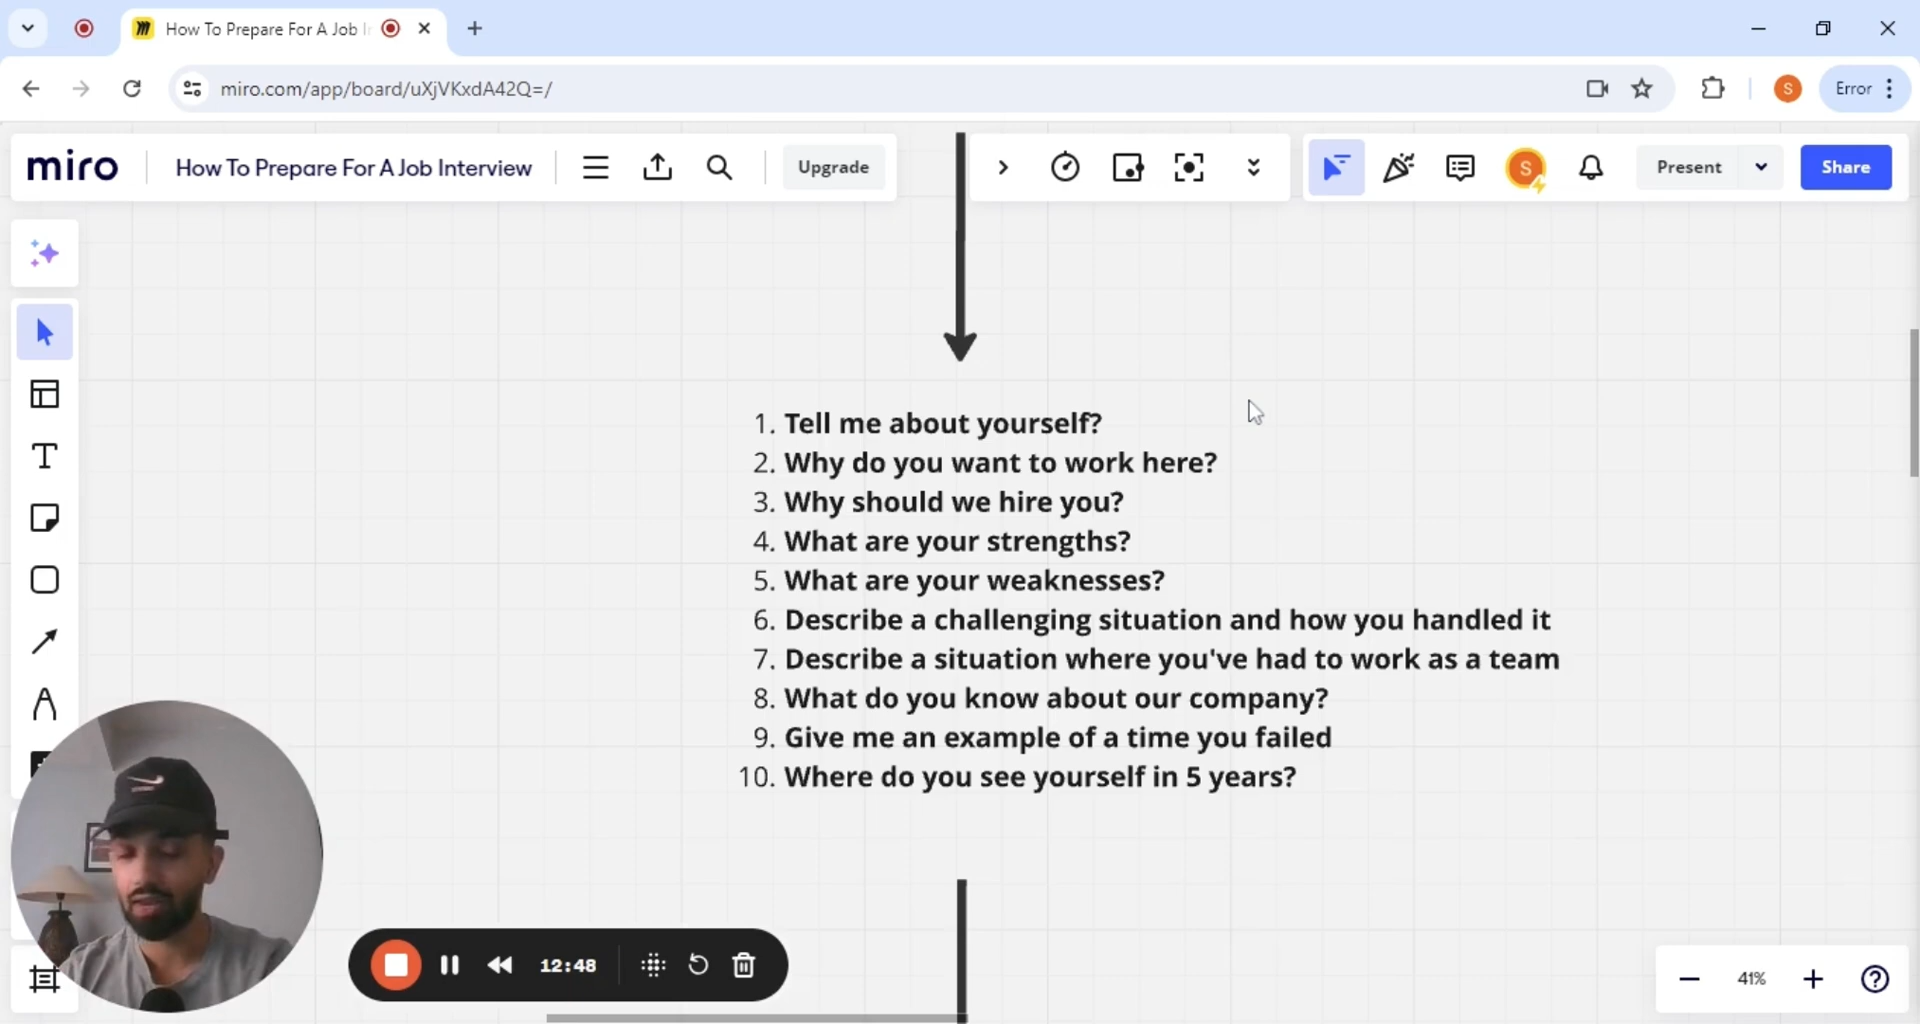 How To Prepare For A Job In
miro.com/app/board/uXjVKxdA42Q=/
S
Error
miro
How To Prepare For A Job Interview
Upgrade
S
Present
Share
1. Tell me about yourself?
2. Why do you want to work here?
3. Why should we hire you?
4. What are your strengths?
5. What are your weaknesses?
6. Describe a challenging situation and how you handled it
7. Describe a situation where you've had to work as a team
8. What do you know about our company?
9. Give me an example of a time you failed
10. Where do you see yourself in 5 years?
12:48
41%